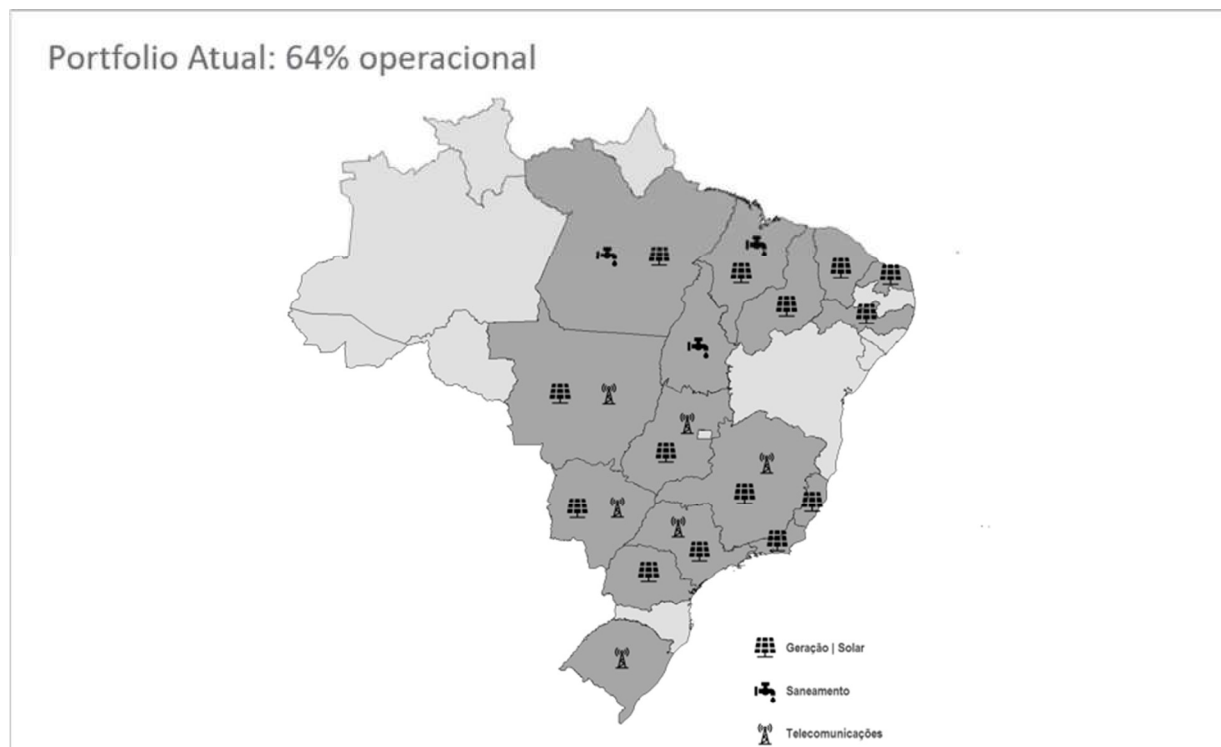 Portfolio Atual: 64% operacional
Geração | Solar
Saneamento
Telecomunicações